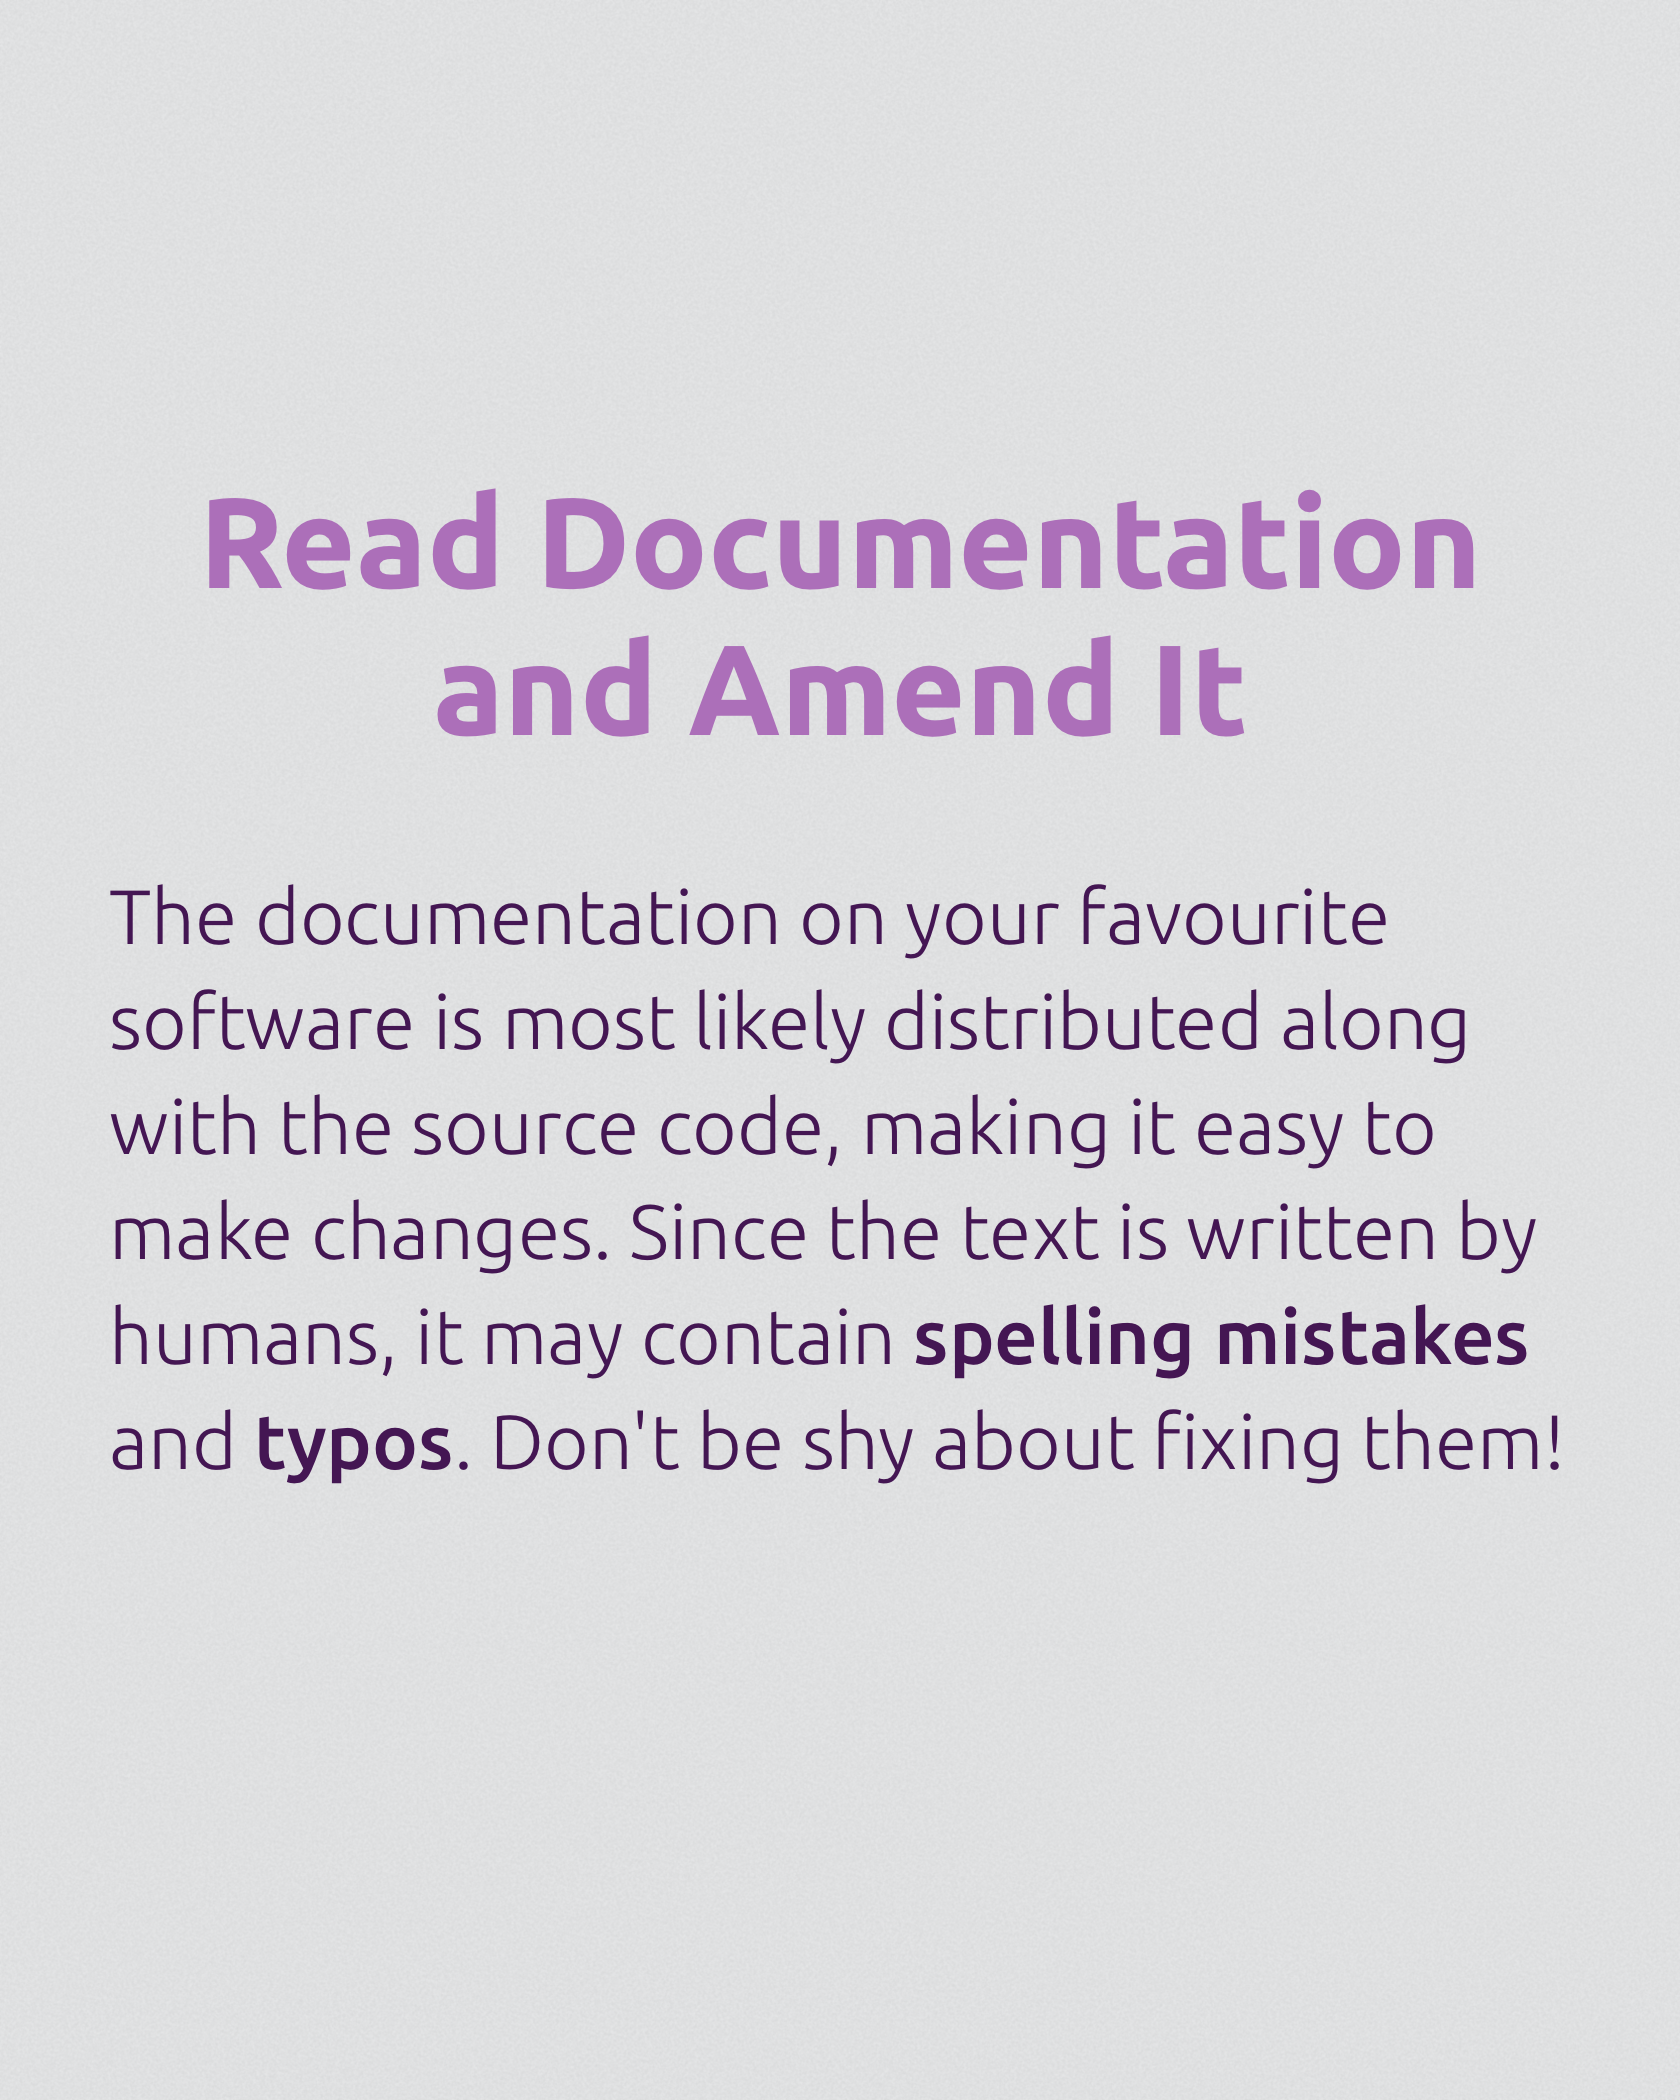 Read Documentation
and Amend It
The documentation on your favourite
software is most likely distributed along
with the source code, making it easy to
make changes. Since the text is written by
humans, it may contain spelling mistakes
and typos. Don't be shy about fixing them!